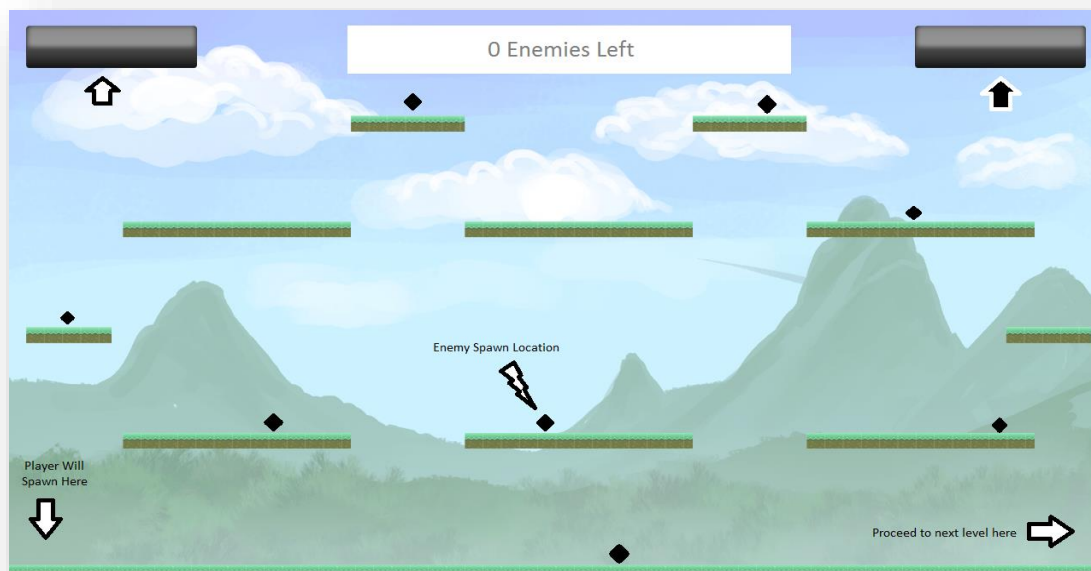 0 Enemies Left
Enemy Spawn Location
Player Will
Spawn Here
Proceed to next level here